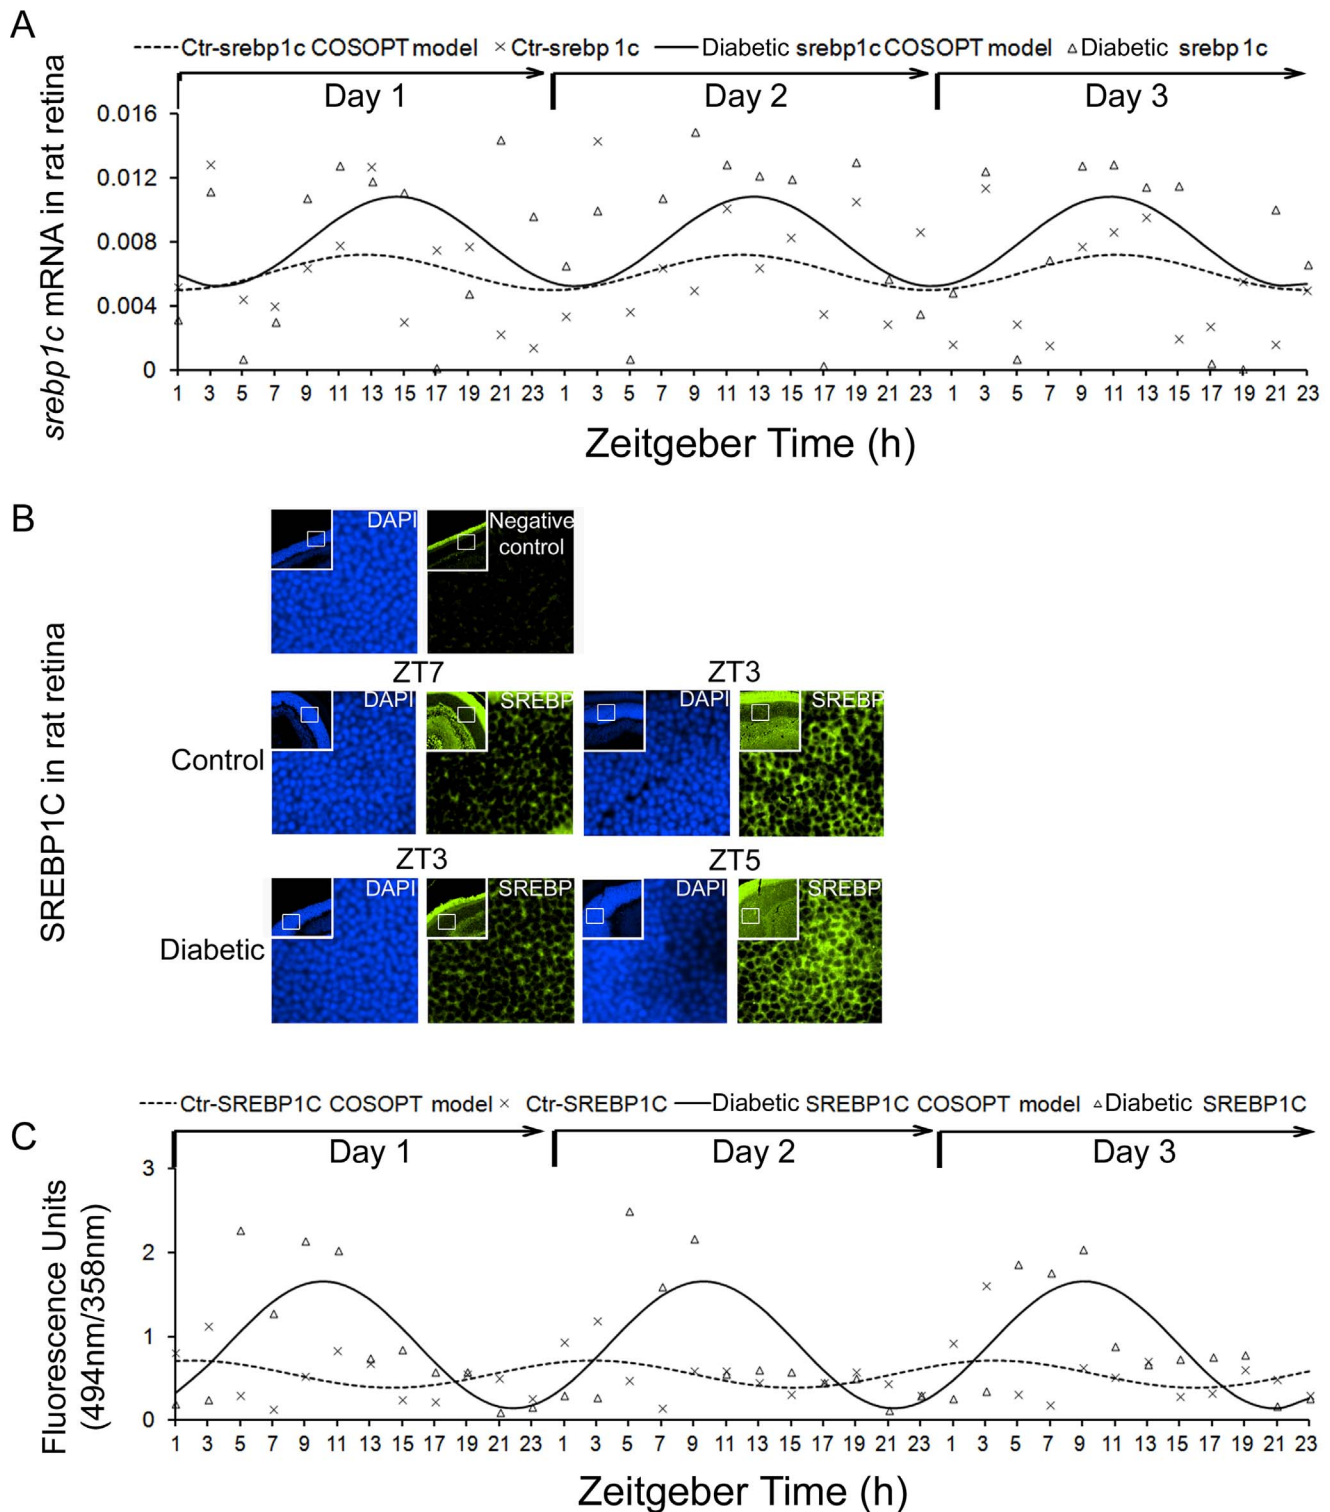 A
Ctr-srebp1c COSOPT model × Ctr-srebp 1c Diabetic srebp1c COSOPT model △ Diabetic srebp 1c
Day 1 Day 2 Day 3
srebp1c mRNA in rat retina
0.016
0.012
0.008
0.004
0
1 3 5 7 9 11 13 15 17 19 21 23 1 3 5 7 9 11 13 15 17 19 21 23 1 3 5 7 9 11 13 15 17 19 21 23
Zeitgeber Time (h)
B
SREBP1C in rat retina
DAPI Negative
control
ZT7 ZT3
Control DAPI SREBP DAPI SREBP
ZT3 ZT5
Diabetic DAPI SREBP DAPI SREBP
Ctr-SREBP1C COSOPT model × Ctr-SREBP1C Diabetic SREBP1C COSOPT model △ Diabetic SREBP1C
C
Day 1 Day 2 Day 3
Fluorescence Units
(494nm/358nm)
3
2
1
0
1 3 5 7 9 11 13 15 17 19 21 23 1 3 5 7 9 11 13 15 17 19 21 23 1 3 5 7 9 11 13 15 17 19 21 23
Zeitgeber Time (h)